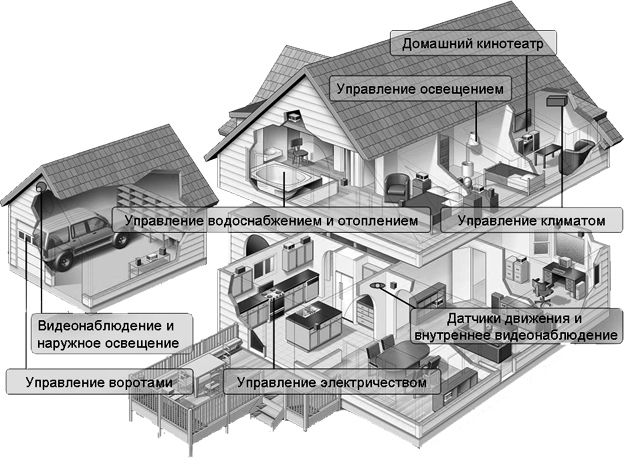 Домашний кинотеатр
Управление освещением
Управление водоснабжением и отоплением
Управление климатом
Видеонаблюдение и
наружное освещение
Датчики движения и
внутреннее видеонаблюдение
Управление воротами
Управление электричеством